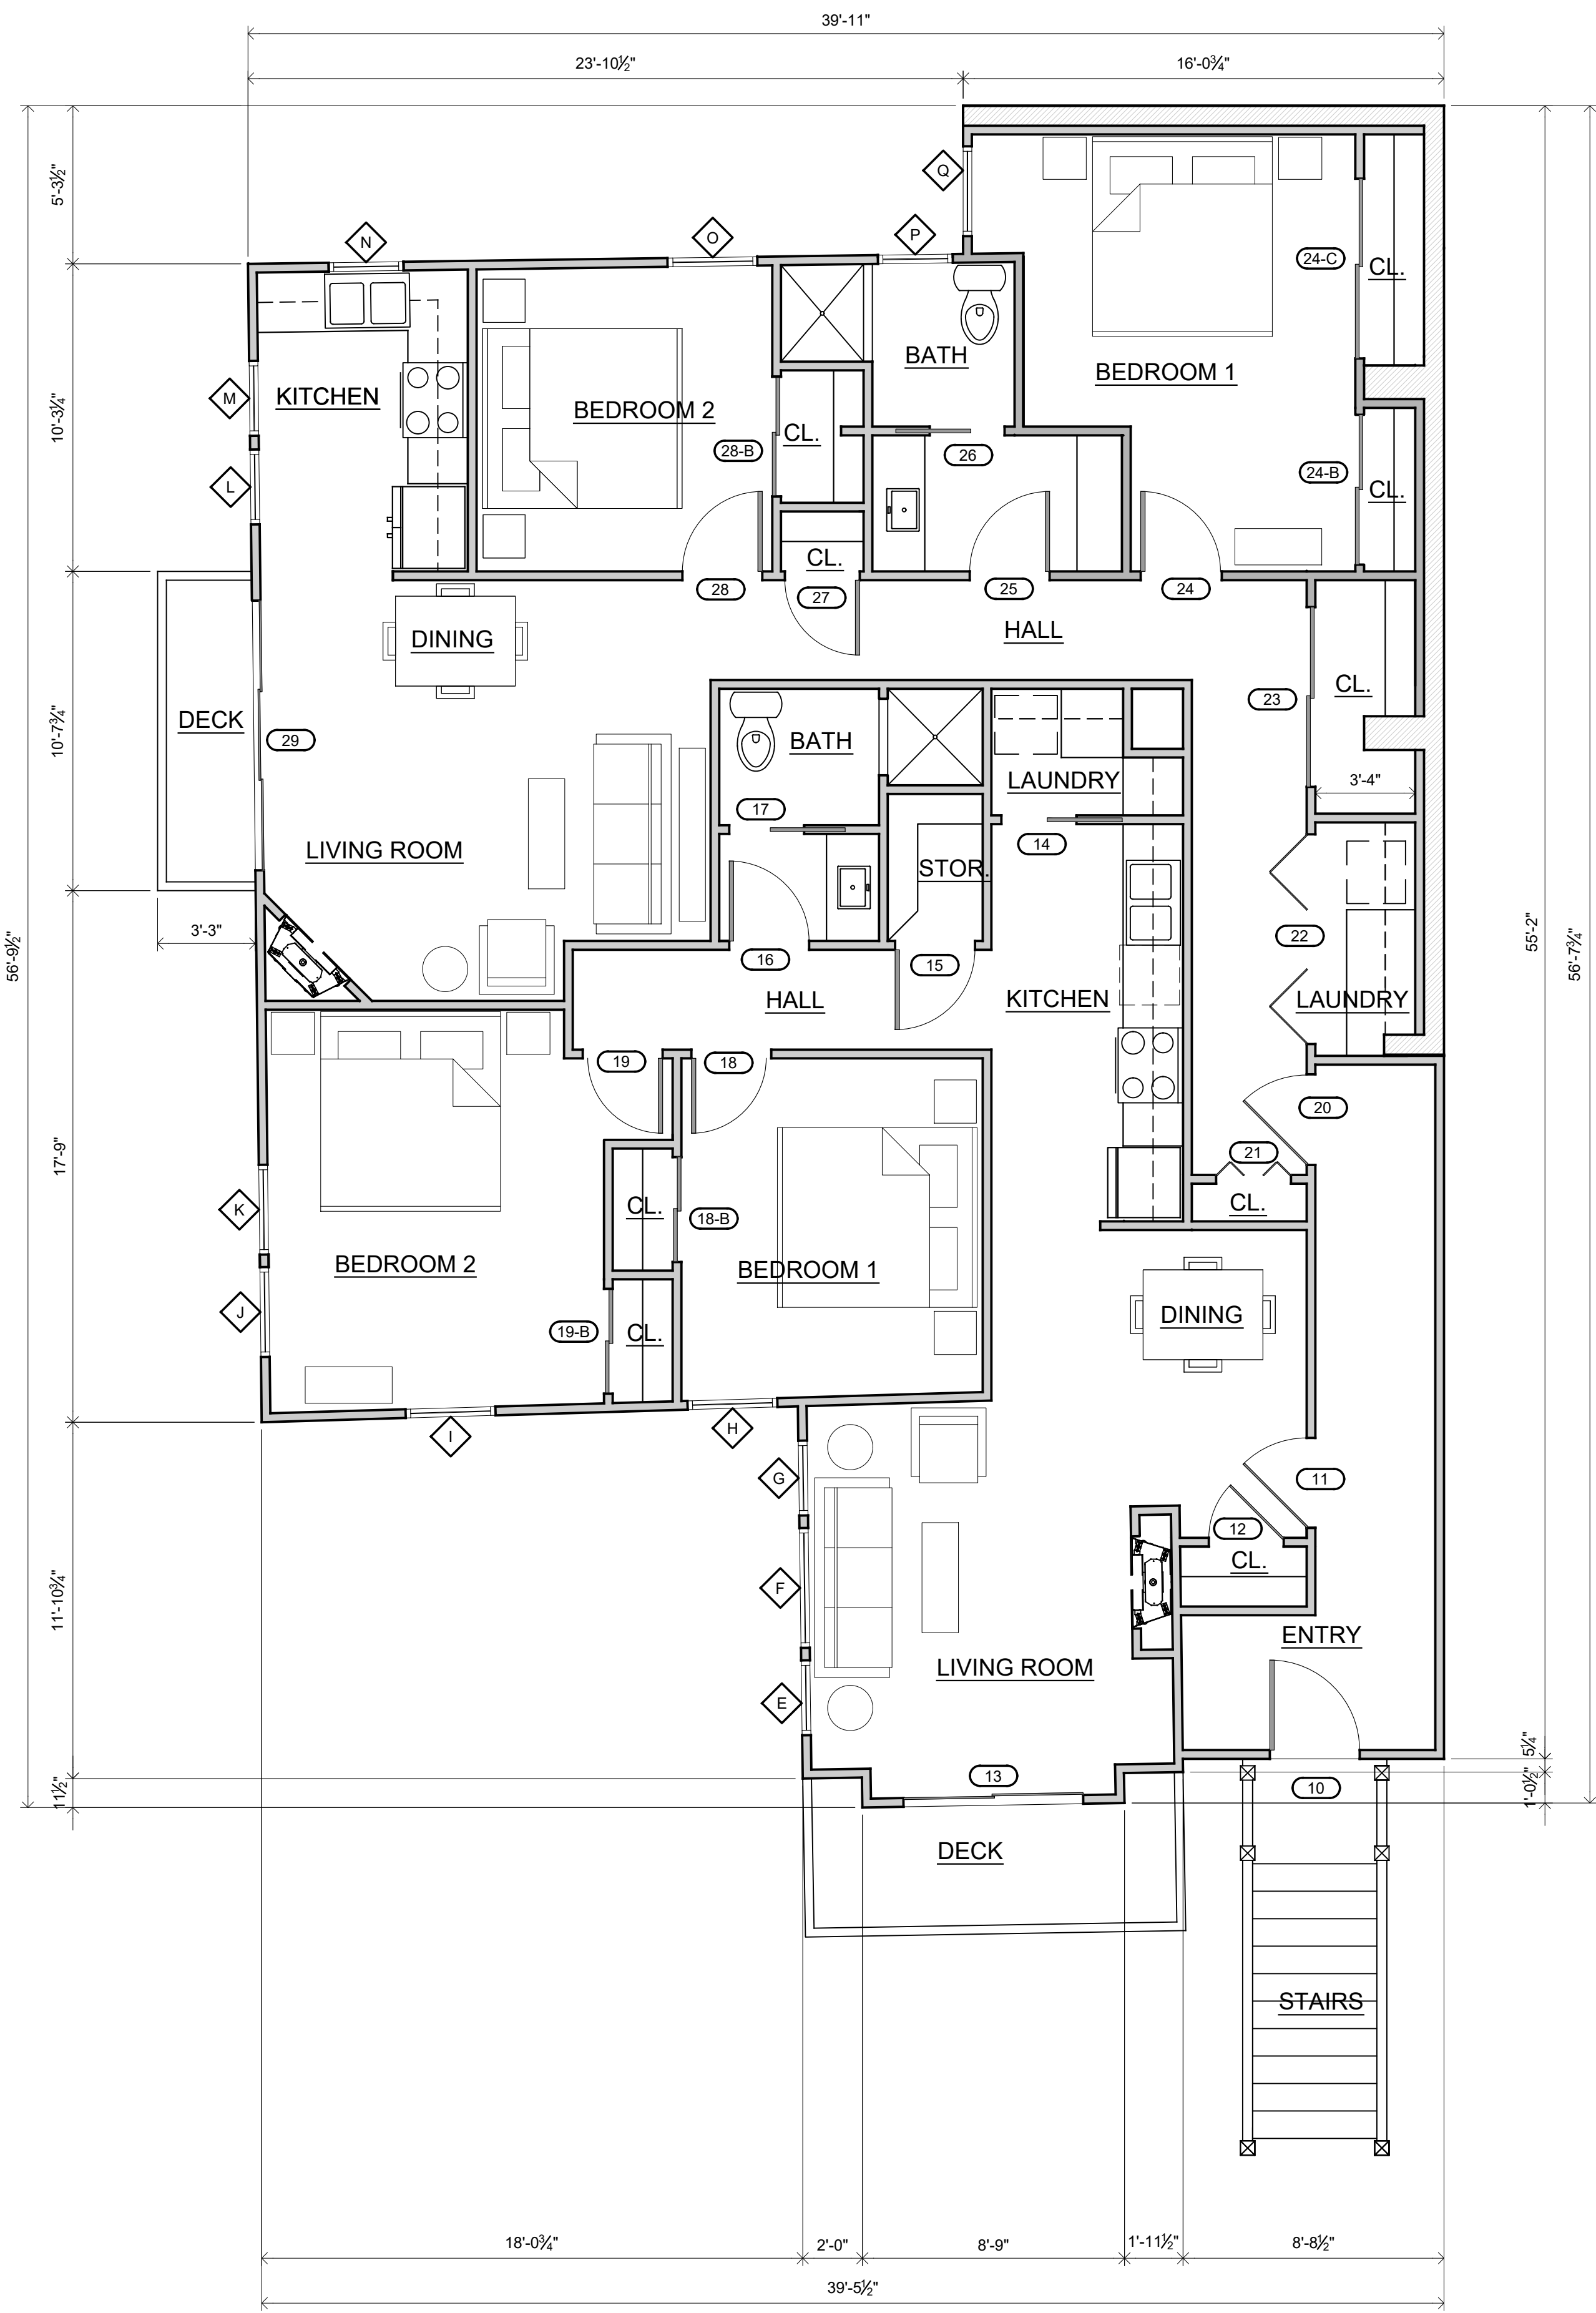 39'-11"
23'-10½"
16'-0¾"
5'-3½"
Q
N
O
P
24-C
CL.
BATH
BEDROOM 1
M
KITCHEN
BEDROOM 2
10'-3¼"
CL.
28-B
26
24-B
CL.
L
CL.
28
27
25
24
HALL
DINING
CL.
23
DECK
29
BATH
10'-7¾"
LAUNDRY
3'-4"
17
14
LIVING ROOM
STOR.
3'-3"
22
56'-9½"
55'-2"
56'-7¾"
16
15
HALL
KITCHEN
LAUNDRY
19
18
20
17'-9"
21
CL.
CL.
K
18-B
BEDROOM 2
BEDROOM 1
J
DINING
19-B
CL.
H
I
G
11
12
CL.
F
11'-10¾"
ENTRY
LIVING ROOM
E
5¼"
13
10
11½"
1'-0½"
DECK
STAIRS
18'-0¾"
2'-0"
8'-9"
1'-11½"
8'-8½"
39'-5½"